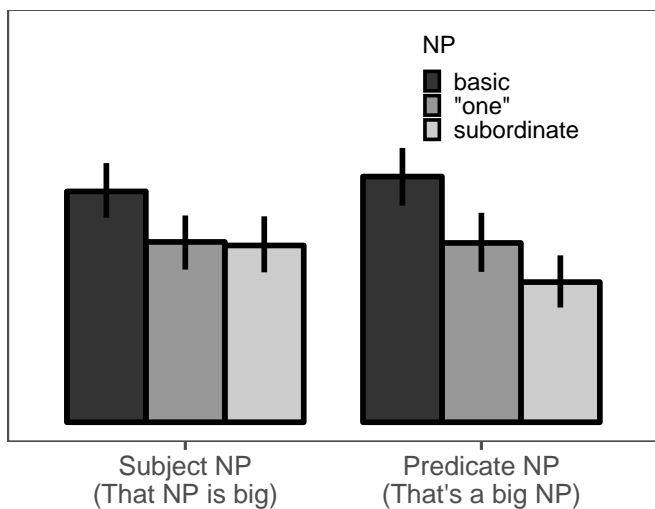 NP
basic
"one"
subordinate
Subject NP
(That NP is big)
Predicate NP
(That's a big NP)